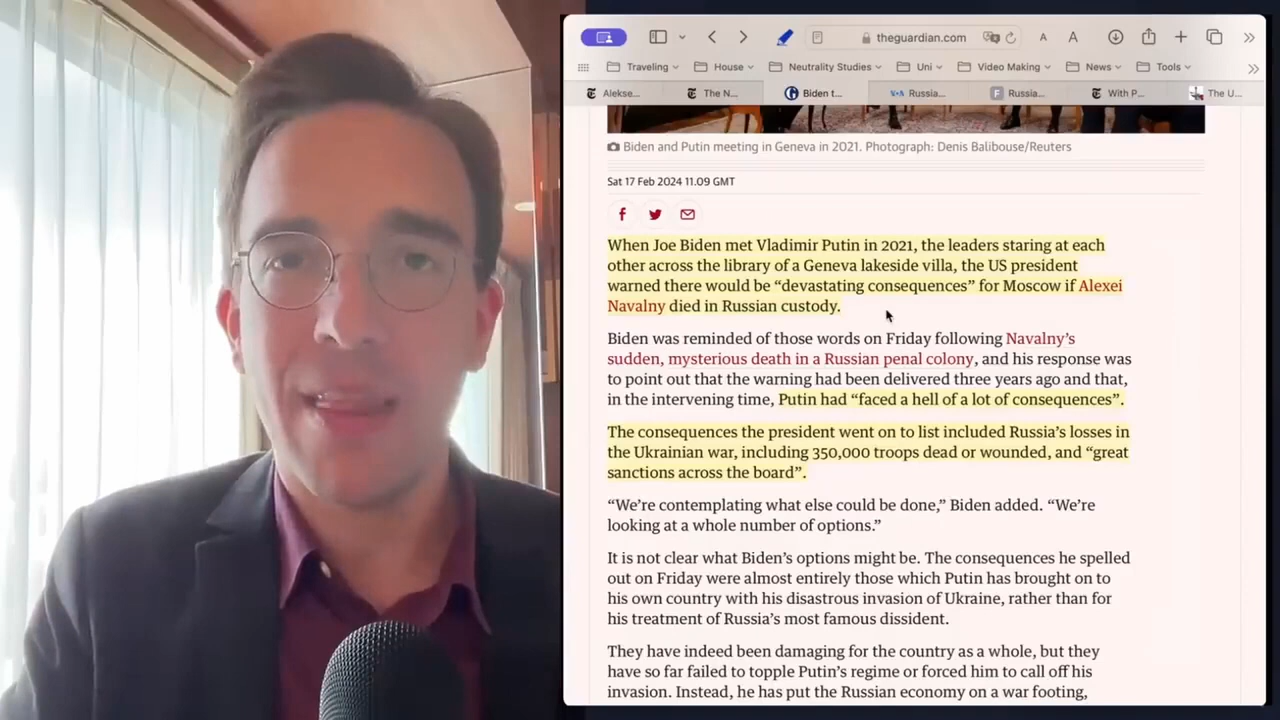 theguardian.com
A A
Traveling House Neutrality Studies Uni Video Making News Tools
Alekse... The N... Biden t... VOA Russia... F Russia... With P... The U...
Biden and Putin meeting in Geneva in 2021. Photograph: Denis Balibouse/Reuters
Sat 17 Feb 2024 11.09 GMT
When Joe Biden met Vladimir Putin in 2021, the leaders staring at each
other across the library of a Geneva lakeside villa, the US president
warned there would be “devastating consequences” for Moscow if Alexei
Navalny died in Russian custody.
Biden was reminded of those words on Friday following Navalny’s
sudden, mysterious death in a Russian penal colony, and his response was
to point out that the warning had been delivered three years ago and that,
in the intervening time, Putin had “faced a hell of a lot of consequences”.
The consequences the president went on to list included Russia’s losses in
the Ukrainian war, including 350,000 troops dead or wounded, and “great
sanctions across the board”.
“We’re contemplating what else could be done,” Biden added. “We’re
looking at a whole number of options.”
It is not clear what Biden’s options might be. The consequences he spelled
out on Friday were almost entirely those which Putin has brought on to
his own country with his disastrous invasion of Ukraine, rather than for
his treatment of Russia’s most famous dissident.
They have indeed been damaging for the country as a whole, but they
have so far failed to topple Putin’s regime or forced him to call off his
invasion. Instead, he has put the Russian economy on a war footing,